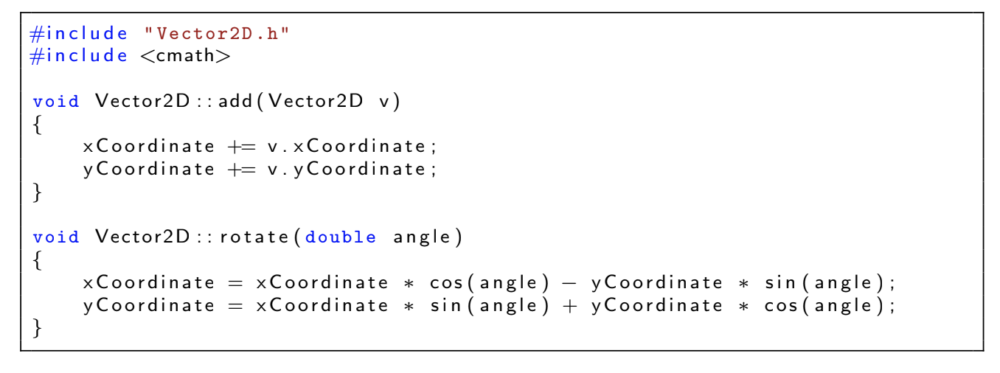 #include "Vector2D.h"
#include <cmath>

void Vector2D::add(Vector2D v)
{
    xCoordinate += v.xCoordinate;
    yCoordinate += v.yCoordinate;
}

void Vector2D::rotate(double angle)
{
    xCoordinate = xCoordinate * cos(angle) − yCoordinate * sin(angle);
    yCoordinate = xCoordinate * sin(angle) + yCoordinate * cos(angle);
}